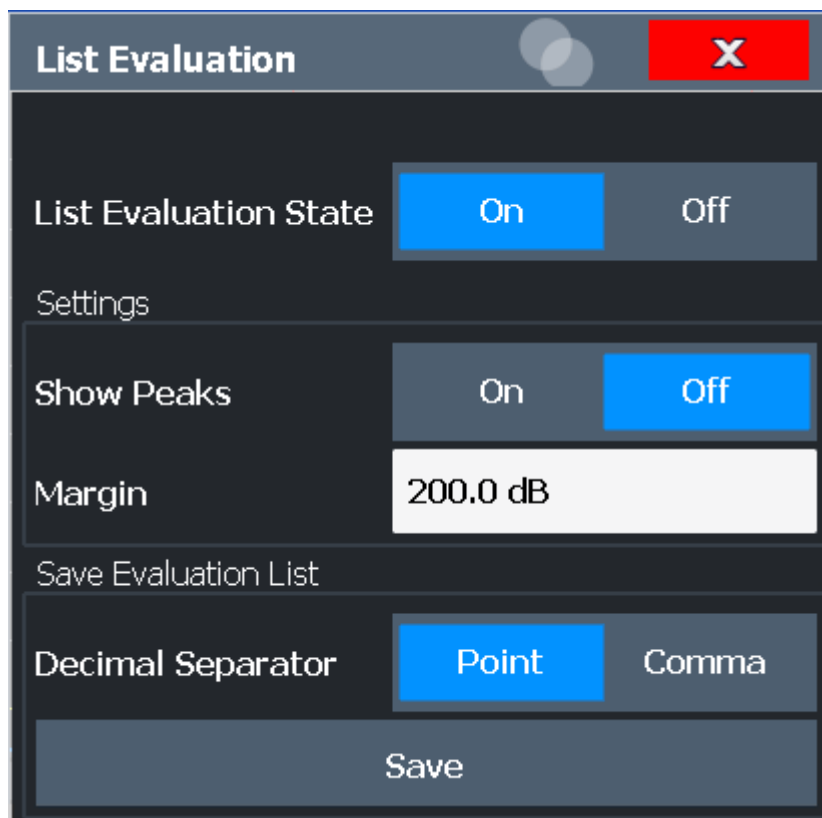 List Evaluation X
List Evaluation State On Off
Settings
Show Peaks On Off
Margin 200.0 dB
Save Evaluation List
Decimal Separator Point Comma
Save